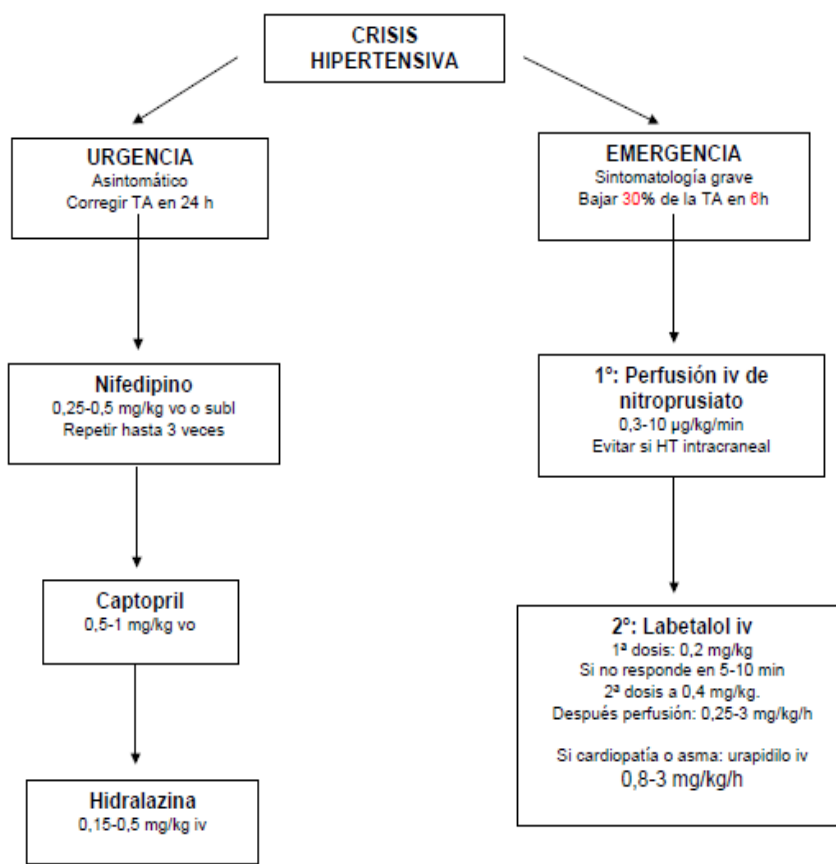 CRISIS
HIPERTENSIVA
URGENCIA
Asintomático
Corregir TA en 24 h
Nifedipino
0,25-0,5 mg/kg vo o subl
Repetir hasta 3 veces
Captopril
0,5-1 mg/kg vo
Hidralazina
0,15-0,5 mg/kg iv
EMERGENCIA
Sintomatología grave
Bajar 30% de la TA en 6h
1º: Perfusión iv de
nitroprusiato
0,3-10 µg/kg/min
Evitar si HT intracraneal
2º: Labetalol iv
1ª dosis: 0,2 mg/kg
Si no responde en 5-10 min
2ª dosis a 0,4 mg/kg.
Después perfusión: 0,25-3 mg/kg/h
Si cardiopatía o asma: urapidilo iv
0,8-3 mg/kg/h